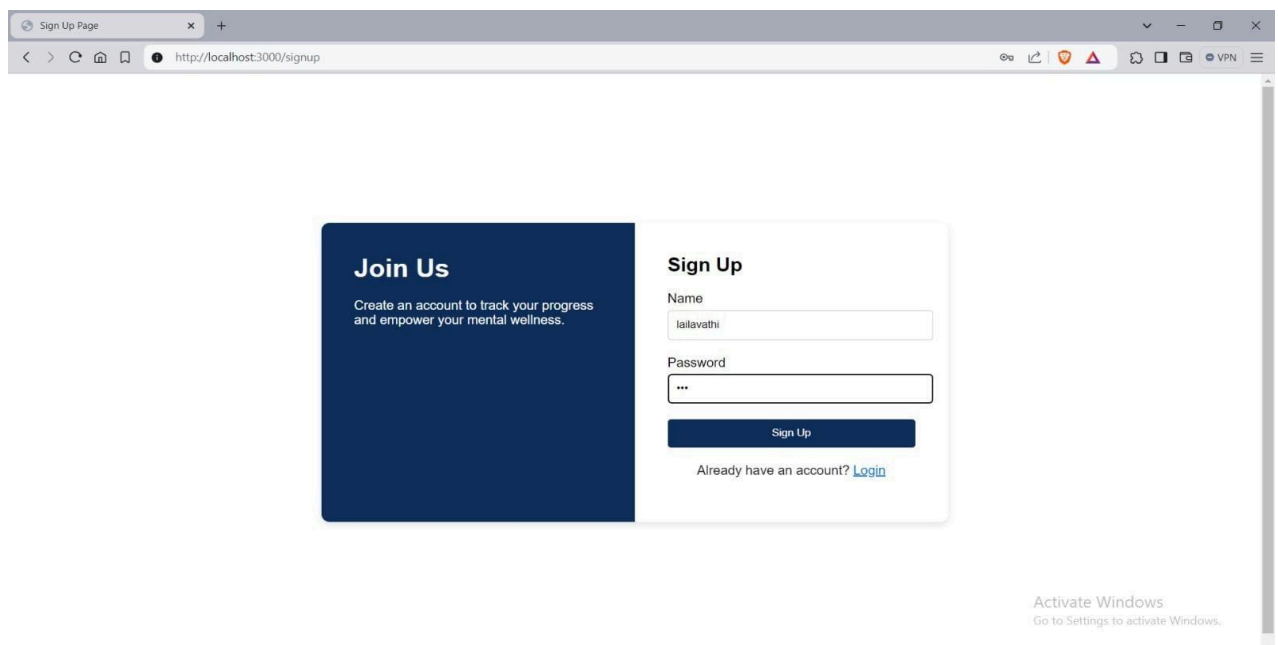 Sign Up Page
http://localhost:3000/signup
VPN
Join Us
Create an account to track your progress
and empower your mental wellness.
Sign Up
Name
lailavathi
Password
•••
Sign Up
Already have an account? Login
Activate Windows
Go to Settings to activate Windows.